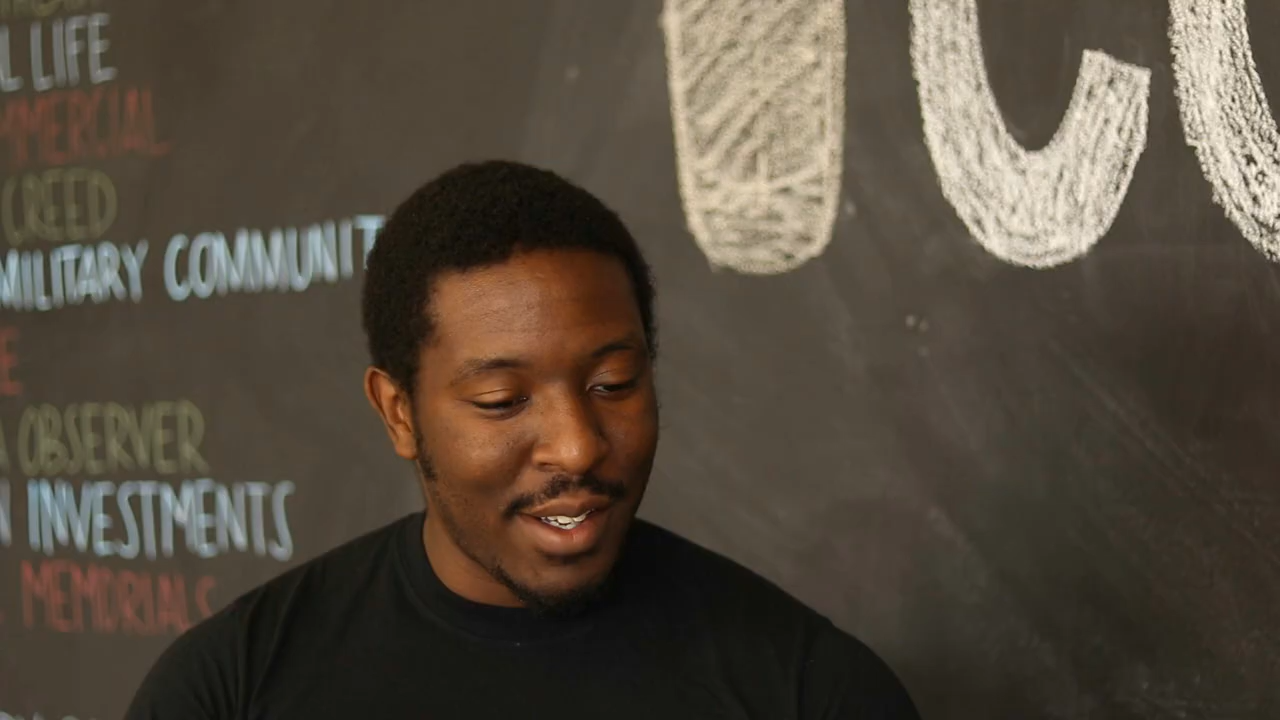 L LIFE
MMERCIAL
CREED
MILITARY COMMUNIT
E
A OBSERVER
N INVESTMENTS
MEMORIALS